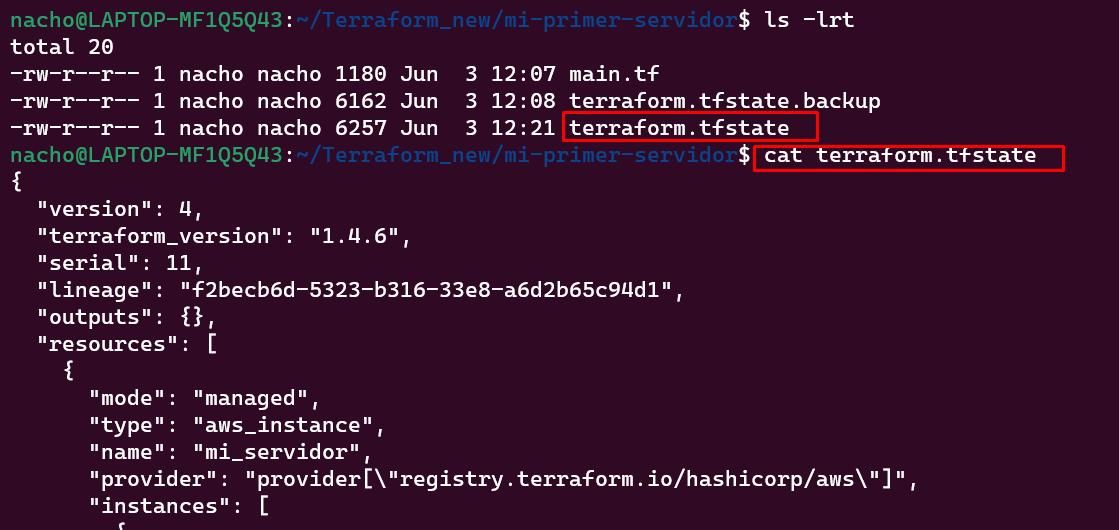 nacho@LAPTOP-MF1Q5Q43:~/Terraform_new/mi-primer-servidor$ ls -lrt
total 20
-rw-r--r-- 1 nacho nacho 1180 Jun  3 12:07 main.tf
-rw-r--r-- 1 nacho nacho 6162 Jun  3 12:08 terraform.tfstate.backup
-rw-r--r-- 1 nacho nacho 6257 Jun  3 12:21 terraform.tfstate
nacho@LAPTOP-MF1Q5Q43:~/Terraform_new/mi-primer-servidor$ cat terraform.tfstate
{
  "version": 4,
  "terraform_version": "1.4.6",
  "serial": 11,
  "lineage": "f2becb6d-5323-b316-33e8-a6d2b65c94d1",
  "outputs": {},
  "resources": [
    {
      "mode": "managed",
      "type": "aws_instance",
      "name": "mi_servidor",
      "provider": "provider[\"registry.terraform.io/hashicorp/aws\"]",
      "instances": [
        {